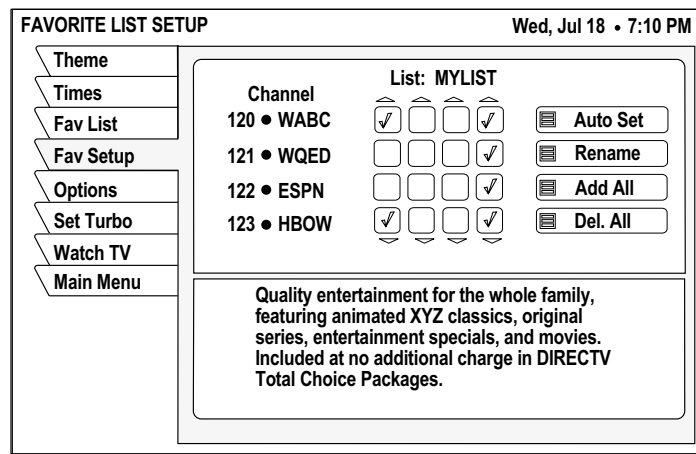 FAVORITE LIST SETUP
Wed, Jul 18 • 7:10 PM
Theme
Times
Fav List
Fav Setup
Options
Set Turbo
Watch TV
Main Menu
List: MYLIST
Channel
120 ● WABC
121 ● WQED
122 ● ESPN
123 ● HBOW
Auto Set
Rename
Add All
Del. All
Quality entertainment for the whole family,
featuring animated XYZ classics, original
series, entertainment specials, and movies.
Included at no additional charge in DIRECTV
Total Choice Packages.